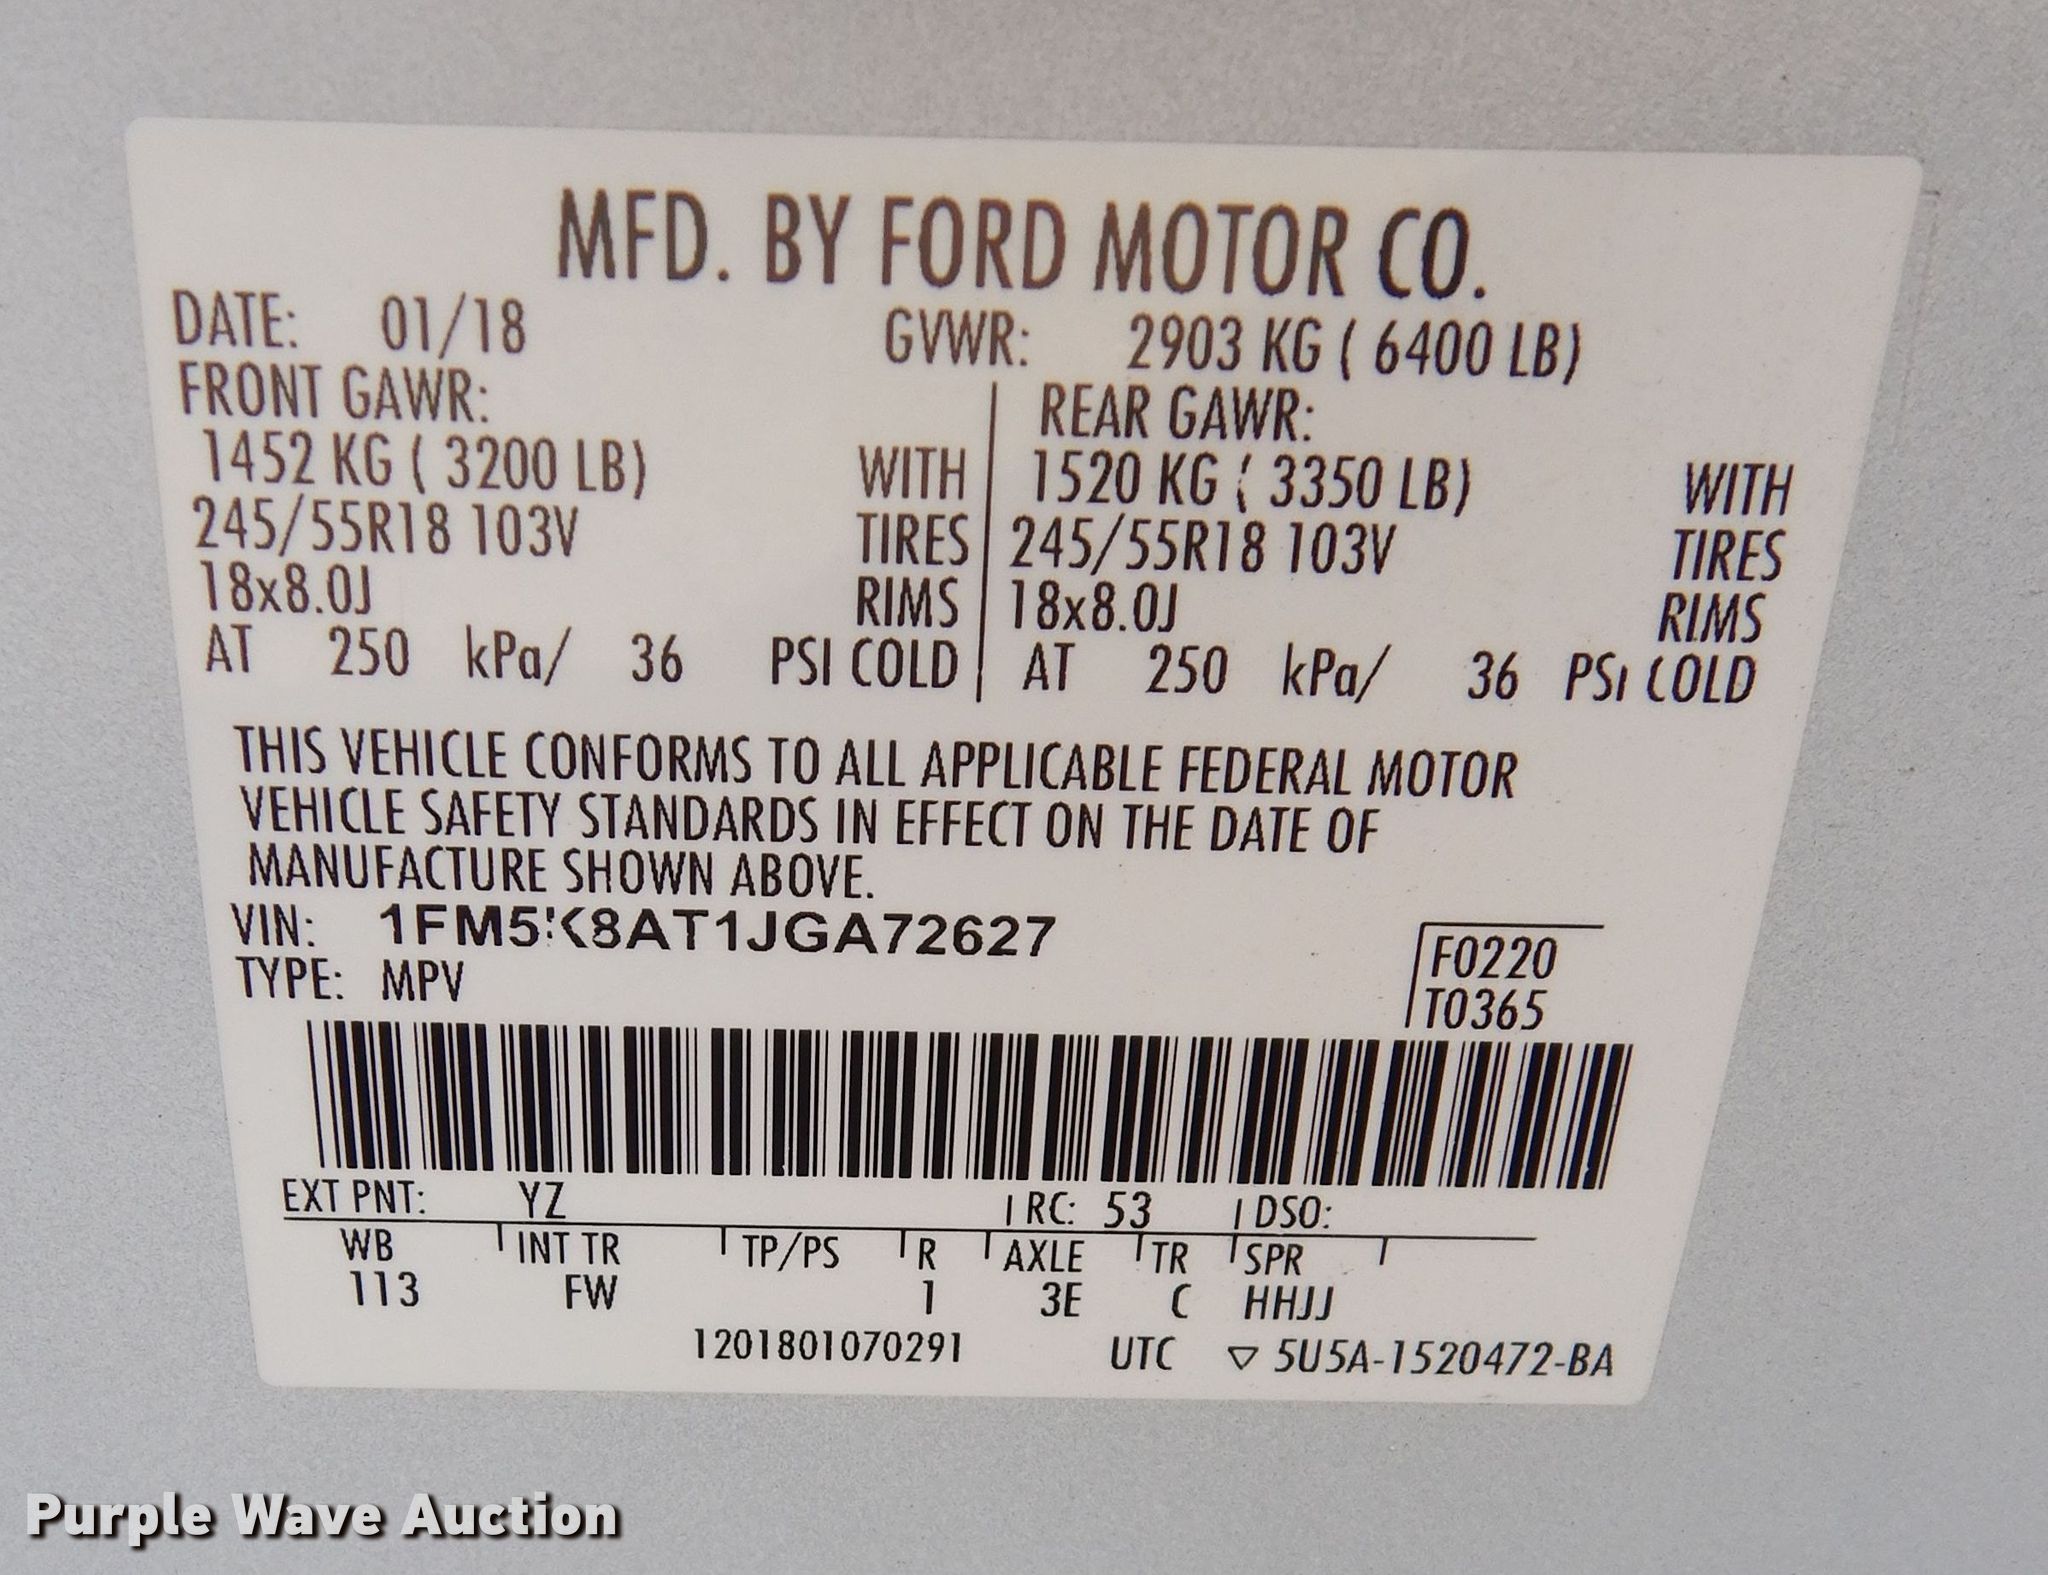 MFD. BY FORD MOTOR CO.
DATE: 01/18 GVWR: 2903 KG ( 6400 LB)
FRONT GAWR: REAR GAWR:
1452 KG ( 3200 LB) WITH 1520 KG ( 3350 LB) WITH
245/55R18 103V TIRES 245/55R18 103V TIRES
18x8.0J RIMS 18x8.0J RIMS
AT 250 kPa/ 36 PSI COLD AT 250 kPa/ 36 PSI COLD
THIS VEHICLE CONFORMS TO ALL APPLICABLE FEDERAL MOTOR
VEHICLE SAFETY STANDARDS IN EFFECT ON THE DATE OF
MANUFACTURE SHOWN ABOVE.
VIN: 1FM5K8AT1JGA72627
TYPE: MPV
F0220
T0365
EXT PNT: YZ RC: 53 DSO:
WB INT TR TP/PS R AXLE TR SPR
113 FW 1 3E C HHJJ
1201801070291 UTC ▽ 5U5A-1520472-BA
Purple Wave Auction